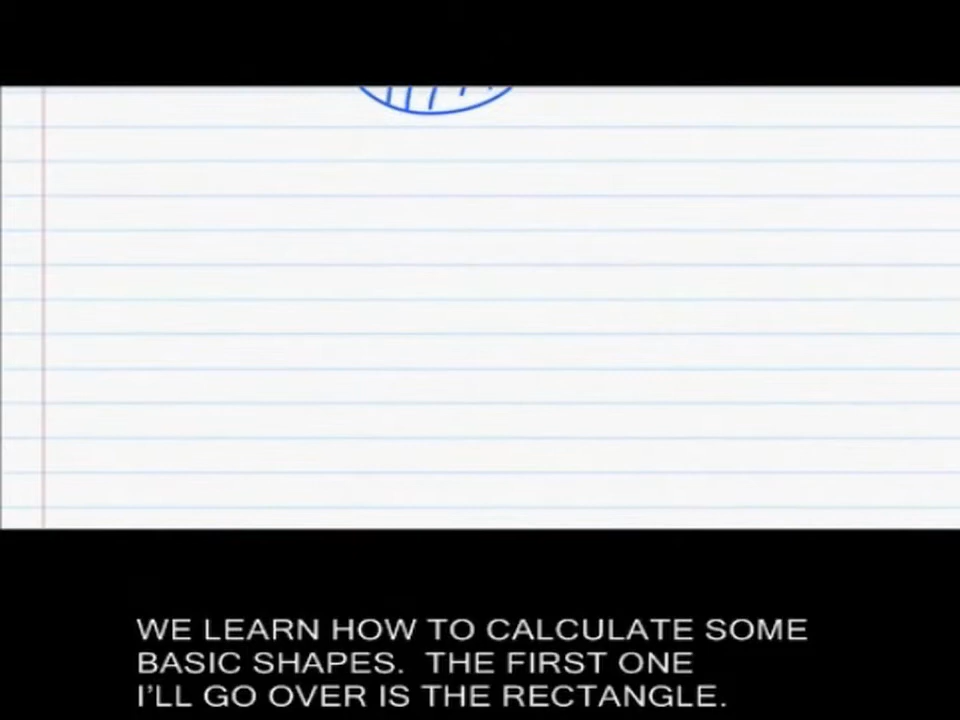 WE LEARN HOW TO CALCULATE SOME
BASIC SHAPES.  THE FIRST ONE
I'LL GO OVER IS THE RECTANGLE.